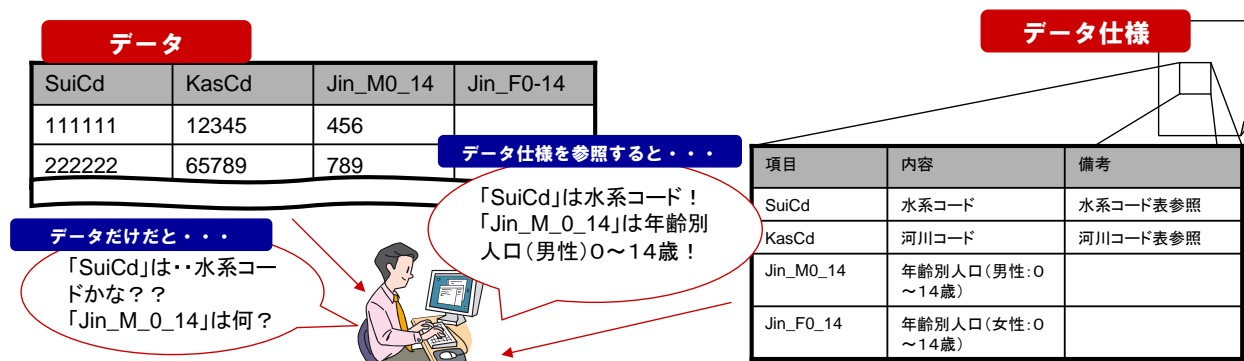 データ
SuiCd KasCd Jin_M0_14 Jin_F0-14
111111 12345 456
222222 65789 789
データだけだと・・・
「SuiCd」は・・水系コー
ドかな？？
「Jin_M_0_14」は何？
データ仕様を参照すると・・・
「SuiCd」は水系コード！
「Jin_M_0_14」は年齢別
人口（男性）０～１４歳！
データ仕様
項目 内容 備考
SuiCd 水系コード 水系コード表参照
KasCd 河川コード 河川コード表参照
Jin_M0_14 年齢別人口（男性：０
～１４歳）
Jin_F0_14 年齢別人口（女性：０
～１４歳）